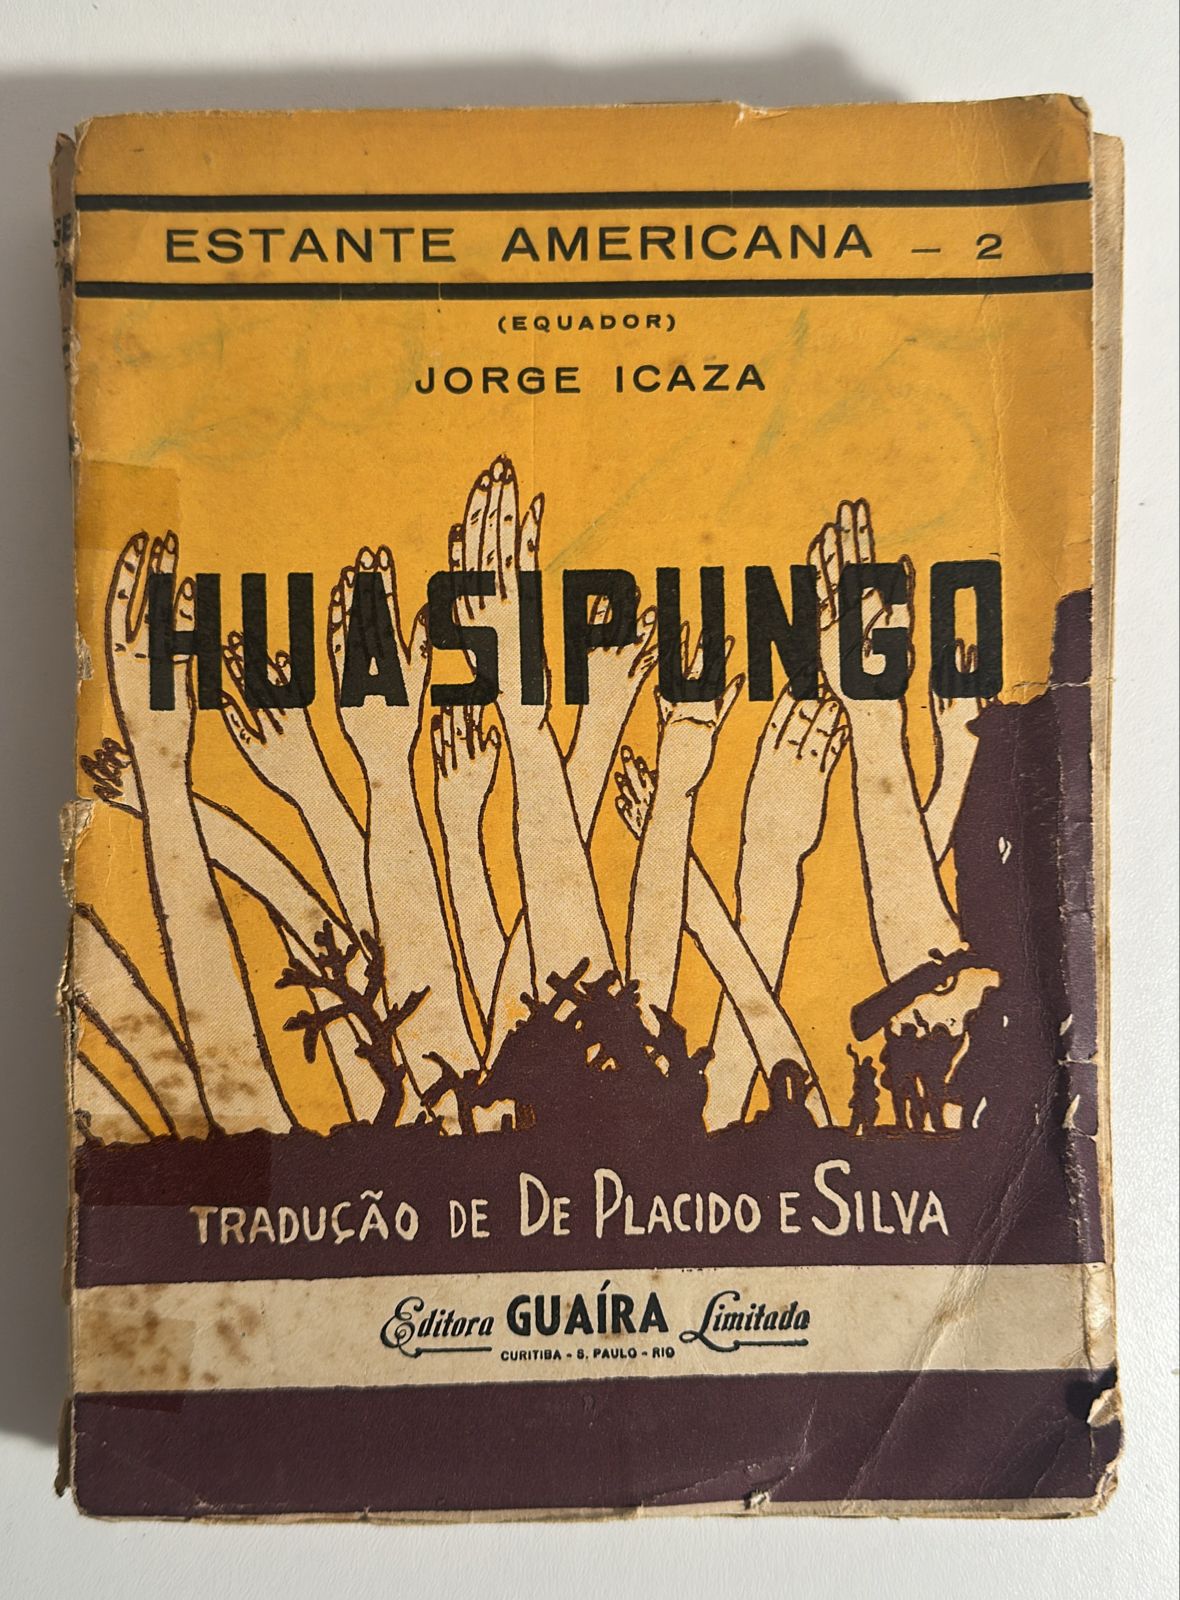 ESTANTE AMERICANA – 2
(EQUADOR)
JORGE ICAZA
HUASIPUNGO
TRADUÇÃO DE DE PLACIDO E SILVA
Editora GUAÍRA Limitada
CURITIBA - S. PAULO - RIO